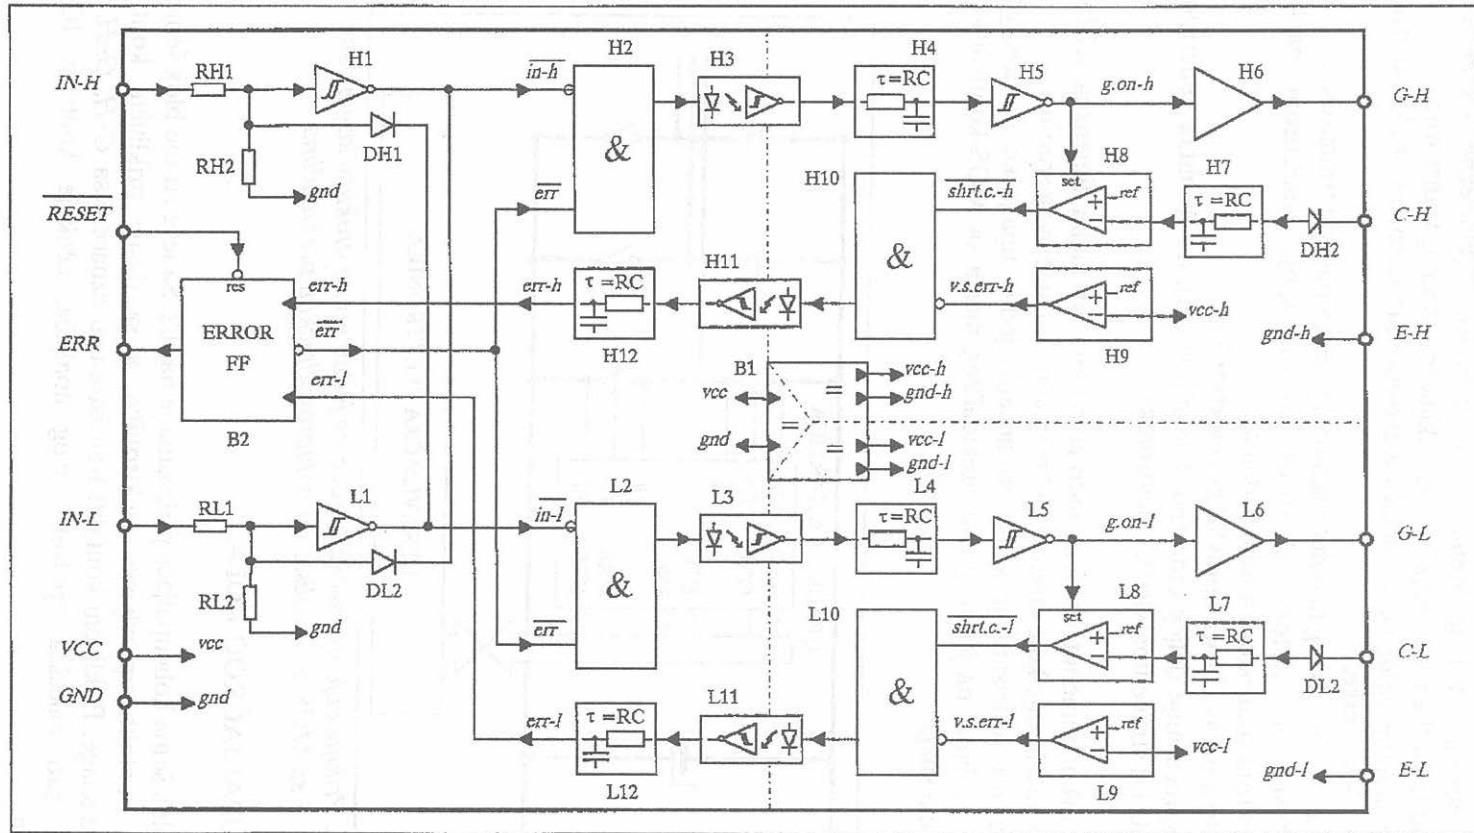 IN-H
RH1
H1
in-h
H2
H3
H4
τ=RC
H5
g.on-h
H6
G-H
DH1
RH2
gnd
&
H10
shrt.c.-h
H8
set
ref
+
−
H7
τ=RC
DH2
C-H
RESET
err
res
ERROR
FF
B2
ERR
err-h
err
err-l
err-h
τ=RC
H12
H11
&
v.s.err-h
ref
+
−
vcc-h
H9
gnd-h
E-H
B1
vcc
gnd
=
=
=
vcc-h
gnd-h
vcc-l
gnd-l
IN-L
RL1
L1
in-l
L2
L3
L4
τ=RC
L5
g.on-l
L6
G-L
DL2
RL2
gnd
&
err
L10
shrt.c.-l
L8
set
ref
+
−
L7
τ=RC
DL2
C-L
VCC
vcc
GND
gnd
err-l
τ=RC
L12
L11
&
v.s.err-l
ref
+
−
vcc-l
L9
gnd-l
E-L